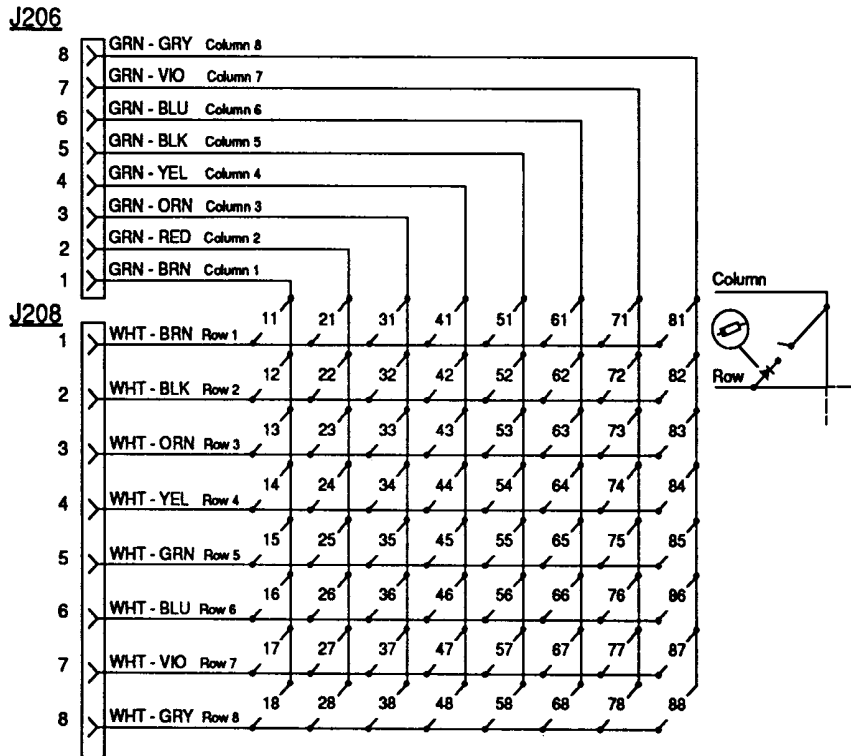 J206
8 GRN - GRY Column 8
7 GRN - VIO Column 7
6 GRN - BLU Column 6
5 GRN - BLK Column 5
4 GRN - YEL Column 4
3 GRN - ORN Column 3
2 GRN - RED Column 2
1 GRN - BRN Column 1
Column
Row
J208
11 21 31 41 51 61 71 81
1 WHT - BRN Row 1
12 22 32 42 52 62 72 82
2 WHT - BLK Row 2
13 23 33 43 53 63 73 83
3 WHT - ORN Row 3
14 24 34 44 54 64 74 84
4 WHT - YEL Row 4
15 25 35 45 55 65 75 85
5 WHT - GRN Row 5
16 26 36 46 56 66 76 86
6 WHT - BLU Row 6
17 27 37 47 57 67 77 87
7 WHT - VIO Row 7
18 28 38 48 58 68 78 88
8 WHT - GRY Row 8